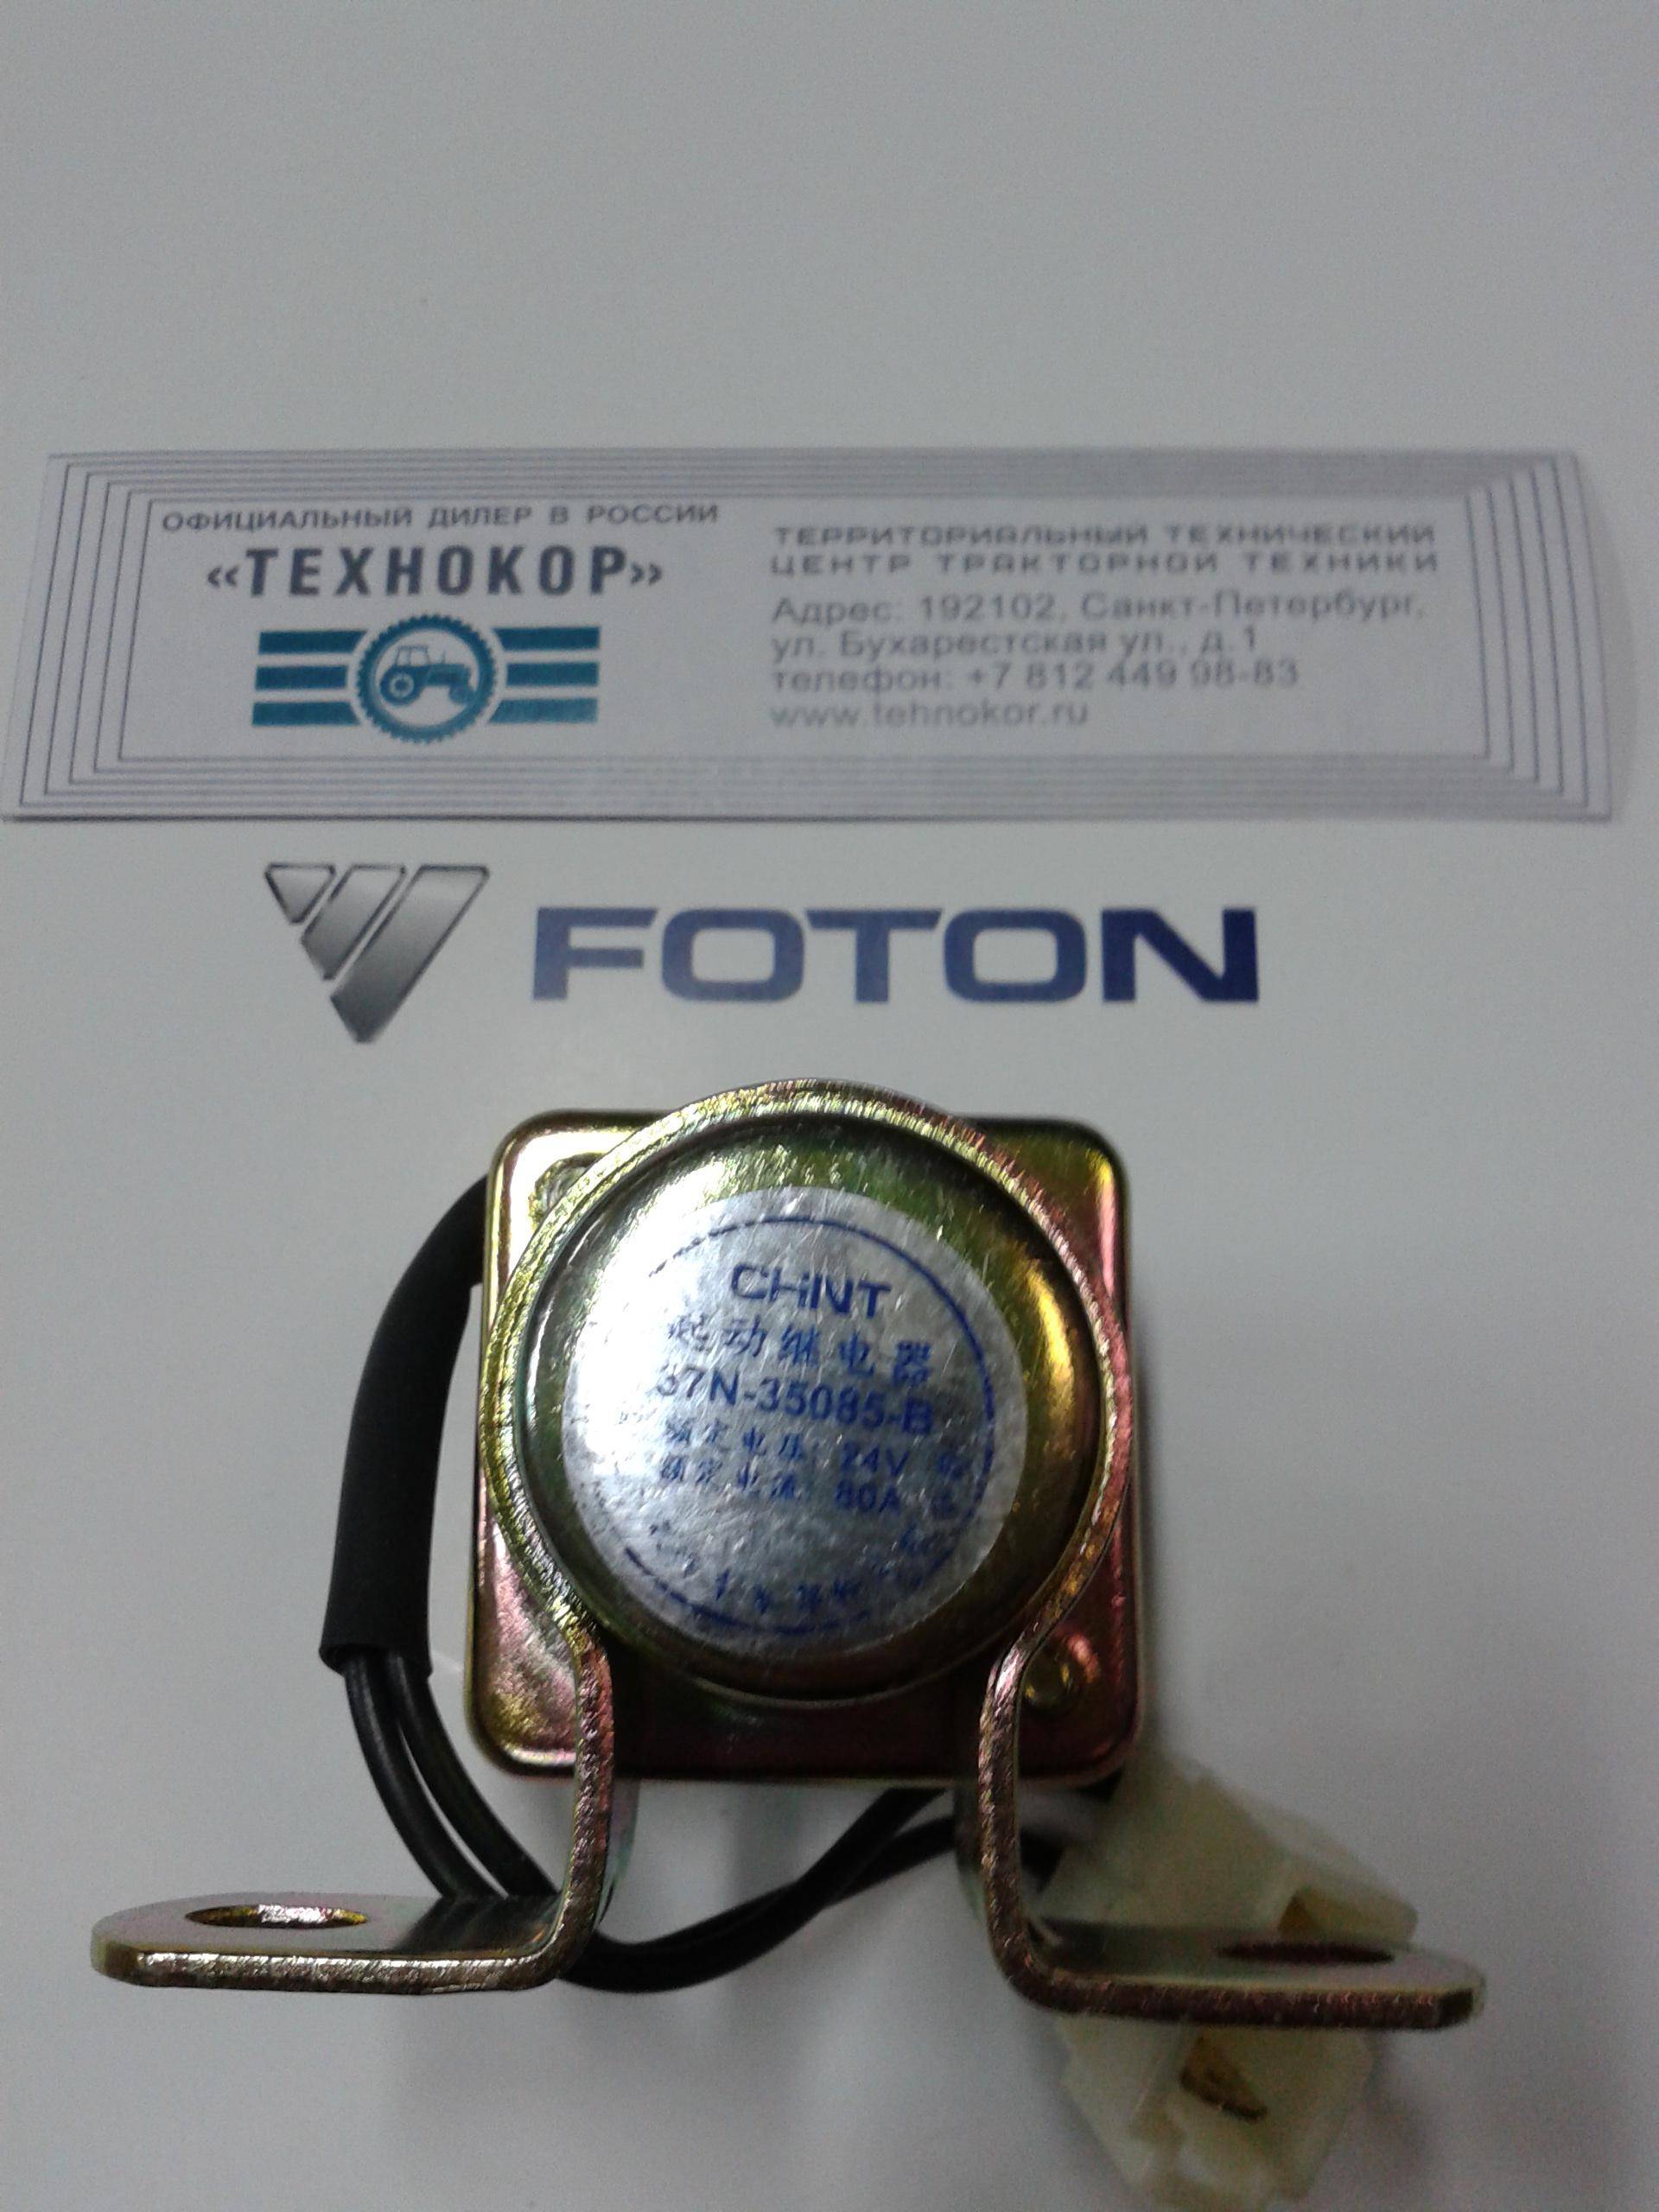 ОФИЦИАЛЬНЫЙ ДИЛЕР В РОССИИ
«ТЕХНОКОР»
ТЕРРИТОРИАЛЬНЫЙ ТЕХНИЧЕСКИЙ
ЦЕНТР ТРАКТОРНОЙ ТЕХНИКИ
Адрес: 192102, Санкт-Петербург,
ул. Бухарестская ул., д.1
телефон: +7 812 449 98-83
www.tehnokor.ru
FOTON
CHNT
起动继电器
37N-35085-B
额定电压: 24V
额定电流: 80A